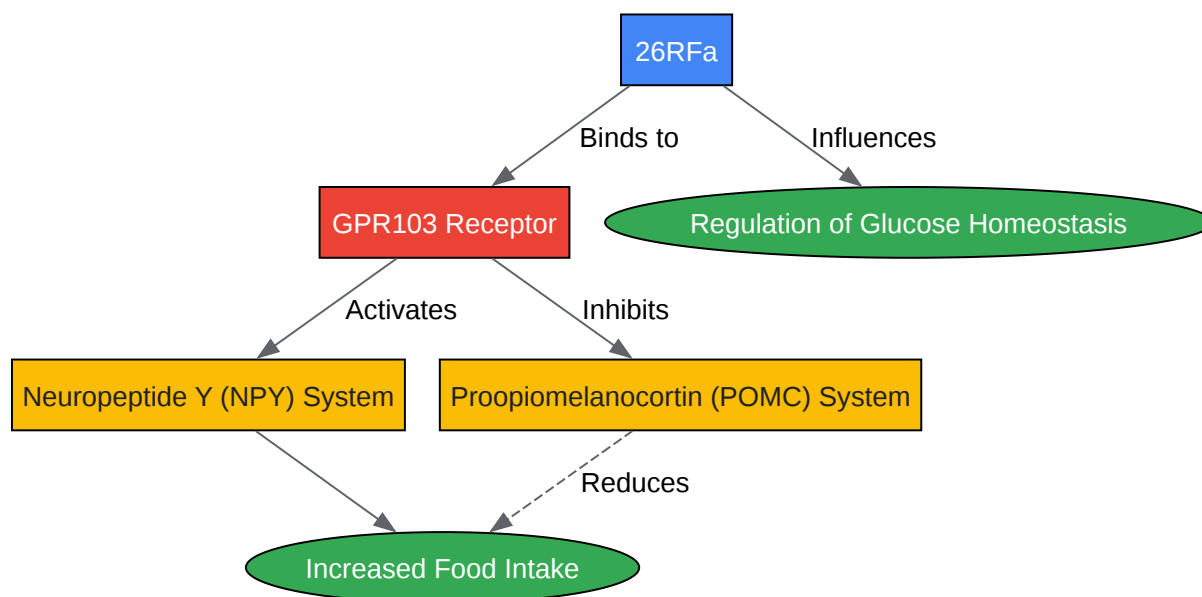 26RFa
Binds to
Influences
GPR103 Receptor
Regulation of Glucose Homeostasis
Activates
Inhibits
Neuropeptide Y (NPY) System
Proopiomelanocortin (POMC) System
Reduces
Increased Food Intake